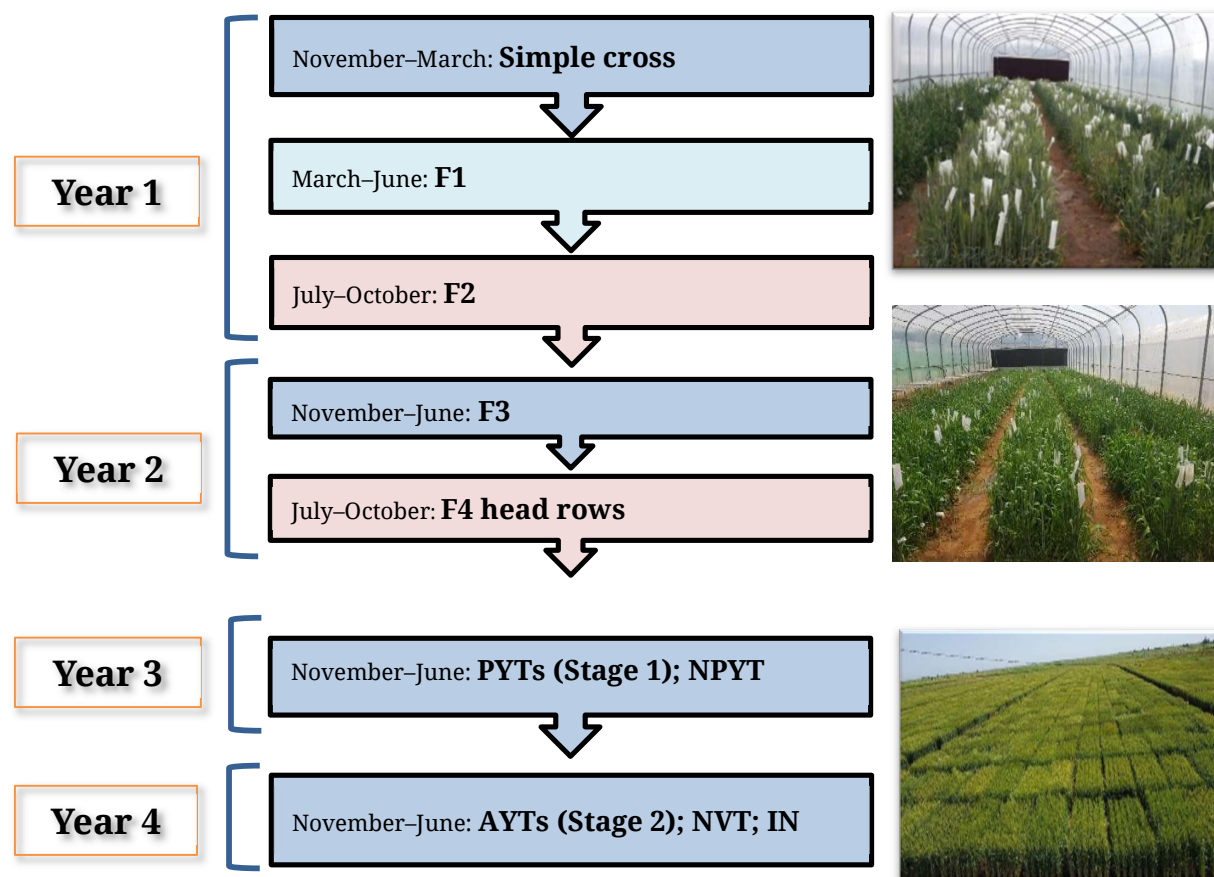 November–March: Simple cross
Year 1
March–June: F1
July–October: F2
November–June: F3
Year 2
July–October: F4 head rows
Year 3
November–June: PYTs (Stage 1); NPYT
Year 4
November–June: AYTs (Stage 2); NVT; IN